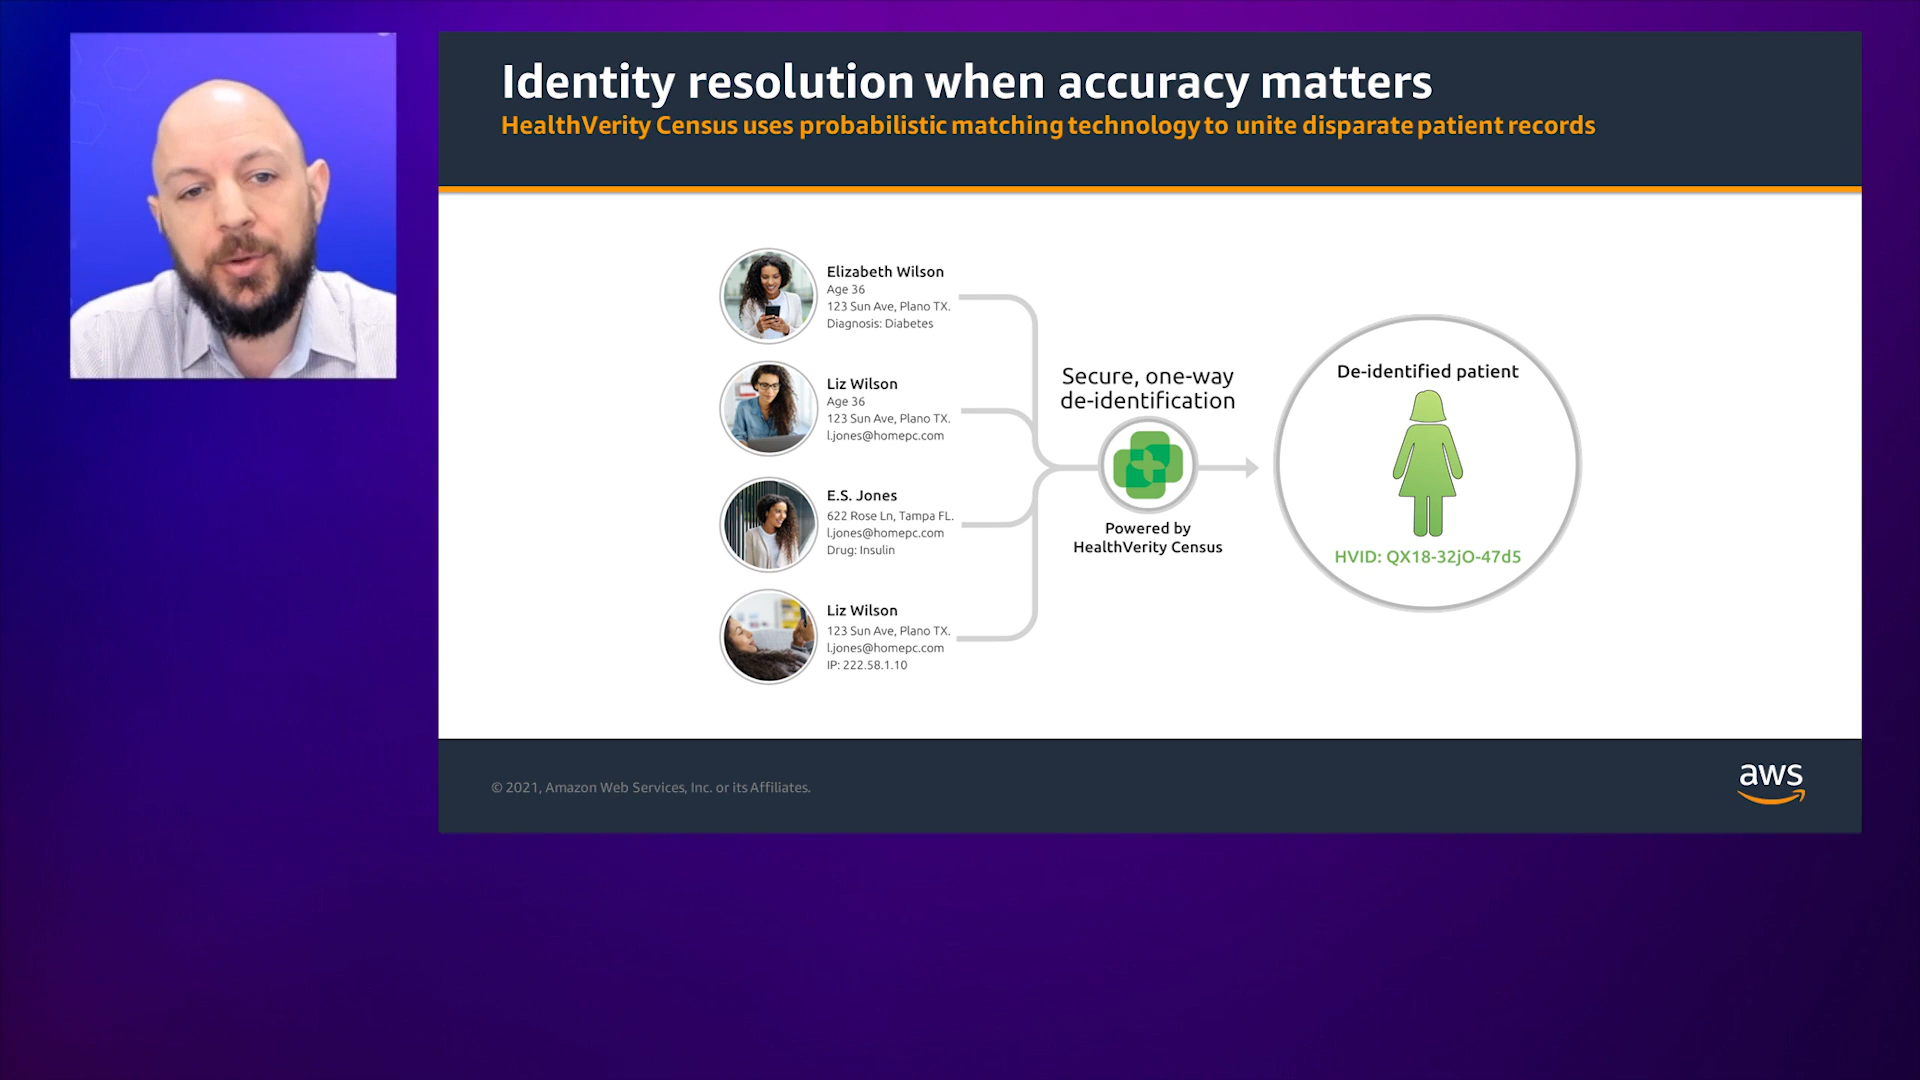 Identity resolution when accuracy matters
HealthVerity Census uses probabilistic matching technology to unite disparate patient records
Elizabeth Wilson
Age 36
123 Sun Ave, Plano TX.
Diagnosis: Diabetes
Liz Wilson
Age 36
123 Sun Ave, Plano TX.
l.jones@homepc.com
E.S. Jones
622 Rose Ln, Tampa FL.
l.jones@homepc.com
Drug: Insulin
Liz Wilson
123 Sun Ave, Plano TX.
l.jones@homepc.com
IP: 222.58.1.10
Secure, one-way
de-identification
Powered by
HealthVerity Census
De-identified patient
HVID: QX18-32jO-47d5
© 2021, Amazon Web Services, Inc. or its Affiliates.
aws